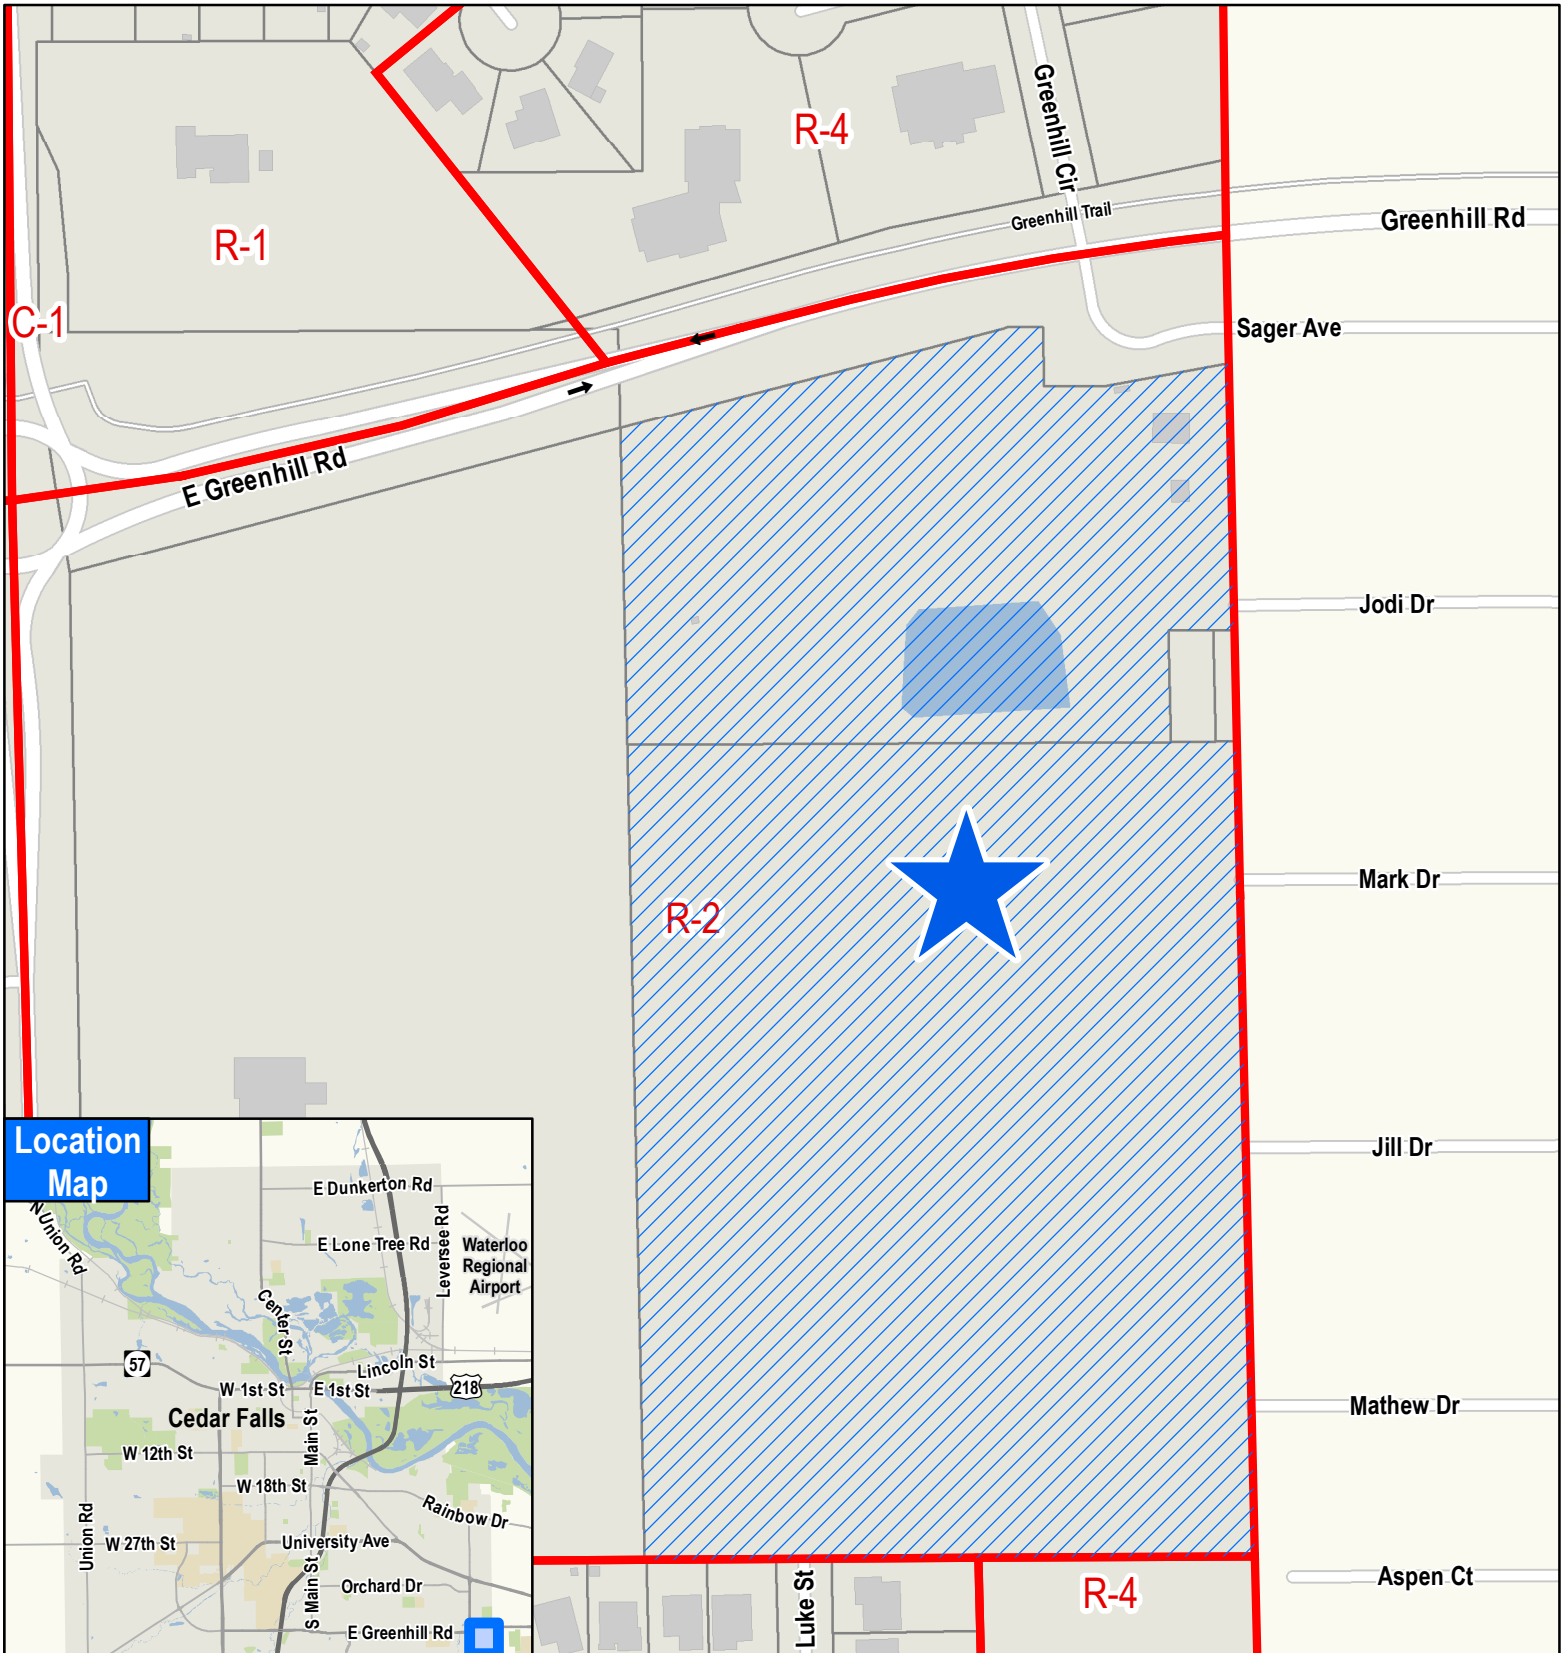 Greenhill Cir
R-4
Greenhill Trail
Greenhill Rd
R-1
C-1
Sager Ave
E Greenhill Rd
Jodi Dr
Mark Dr
R-2
Jill Dr
Mathew Dr
Aspen Ct
R-4
Luke St
Location
Map
E Dunkerton Rd
N Union Rd
E Lone Tree Rd
Leversee Rd
Waterloo
Regional
Airport
Center St
57
Lincoln St
W 1st St
E 1st St
218
Cedar Falls
Main St
W 12th St
W 18th St
Rainbow Dr
Union Rd
W 27th St
University Ave
S Main St
Orchard Dr
E Greenhill Rd